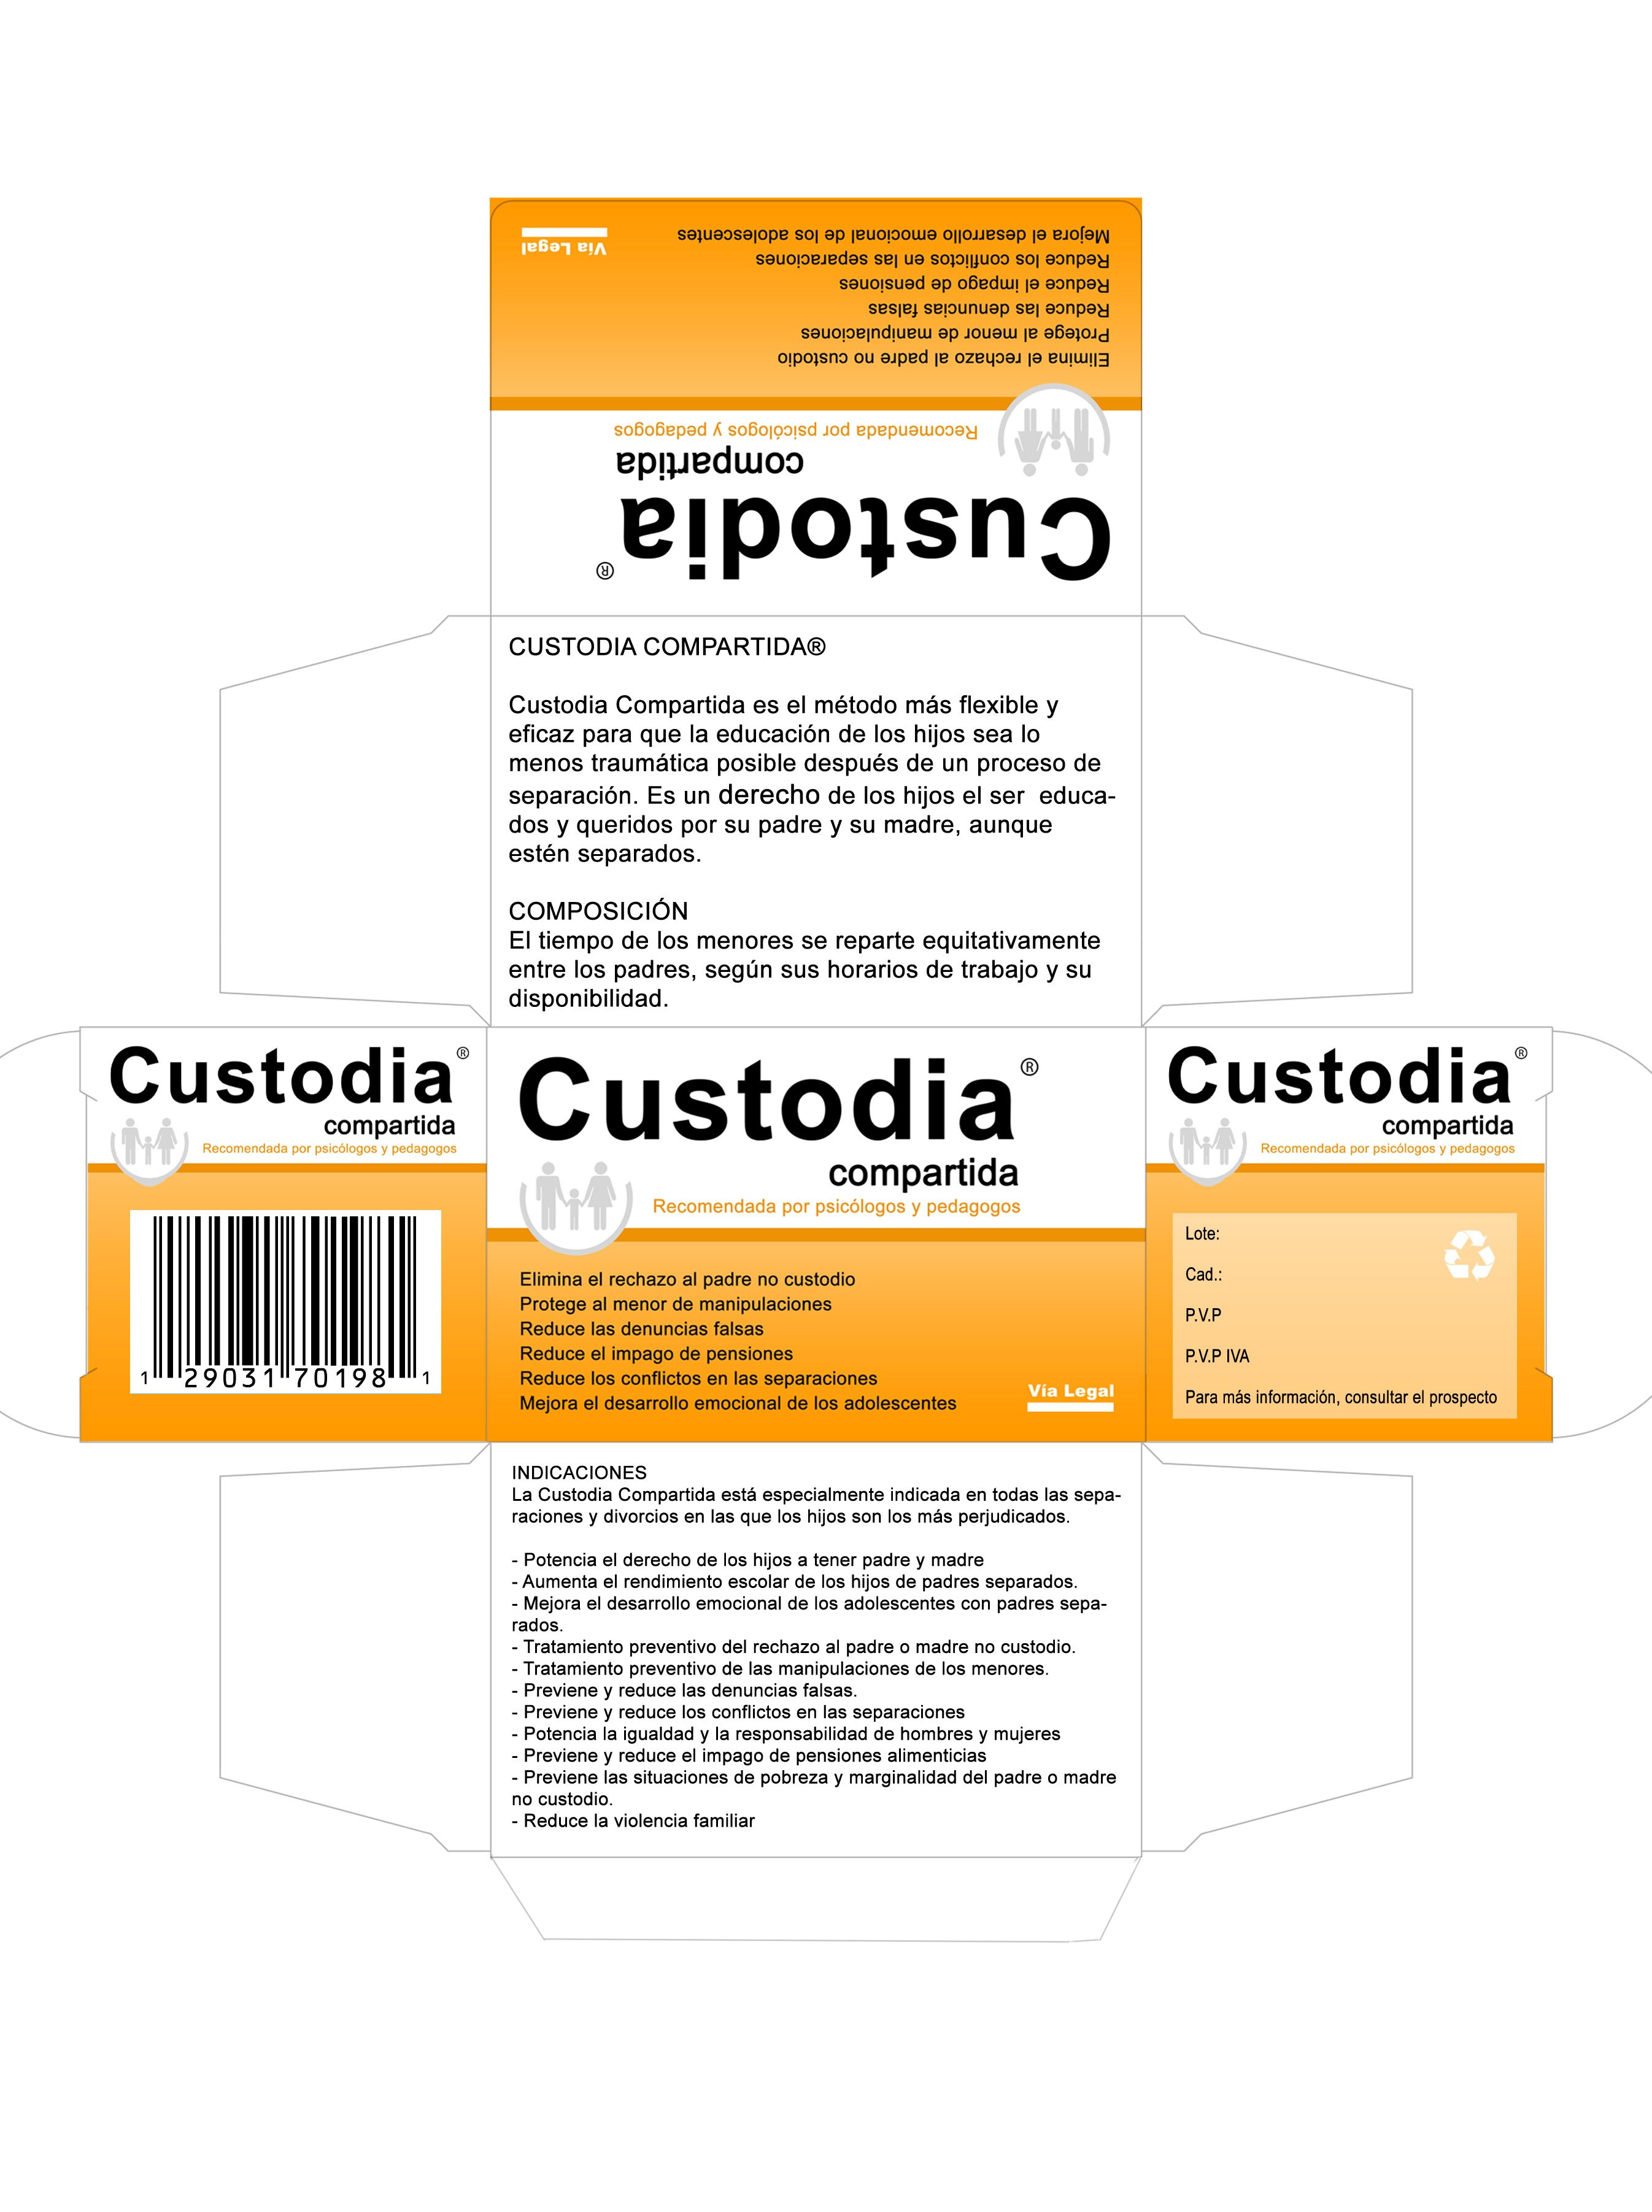 Custodia®
compartida
Recomendada por psicólogos y pedagogos
Elimina el rechazo al padre no custodio
Protege al menor de manipulaciones
Reduce las denuncias falsas
Reduce el impago de pensiones
Reduce los conflictos en las separaciones
Mejora el desarrollo emocional de los adolescentes
Vía Legal
CUSTODIA COMPARTIDA®
Custodia Compartida es el método más flexible y
eficaz para que la educación de los hijos sea lo
menos traumática posible después de un proceso de
separación. Es un derecho de los hijos el ser educa-
dos y queridos por su padre y su madre, aunque
estén separados.
COMPOSICIÓN
El tiempo de los menores se reparte equitativamente
entre los padres, según sus horarios de trabajo y su
disponibilidad.
Custodia®
compartida
Recomendada por psicólogos y pedagogos
1 29031 70198 1
Custodia®
compartida
Recomendada por psicólogos y pedagogos
Elimina el rechazo al padre no custodio
Protege al menor de manipulaciones
Reduce las denuncias falsas
Reduce el impago de pensiones
Reduce los conflictos en las separaciones
Mejora el desarrollo emocional de los adolescentes
Vía Legal
Custodia®
compartida
Recomendada por psicólogos y pedagogos
Lote:
Cad.:
P.V.P
P.V.P IVA
Para más información, consultar el prospecto
INDICACIONES
La Custodia Compartida está especialmente indicada en todas las sepa-
raciones y divorcios en las que los hijos son los más perjudicados.
- Potencia el derecho de los hijos a tener padre y madre
- Aumenta el rendimiento escolar de los hijos de padres separados.
- Mejora el desarrollo emocional de los adolescentes con padres sepa-
rados.
- Tratamiento preventivo del rechazo al padre o madre no custodio.
- Tratamiento preventivo de las manipulaciones de los menores.
- Previene y reduce las denuncias falsas.
- Previene y reduce los conflictos en las separaciones
- Potencia la igualdad y la responsabilidad de hombres y mujeres
- Previene y reduce el impago de pensiones alimenticias
- Previene las situaciones de pobreza y marginalidad del padre o madre
no custodio.
- Reduce la violencia familiar